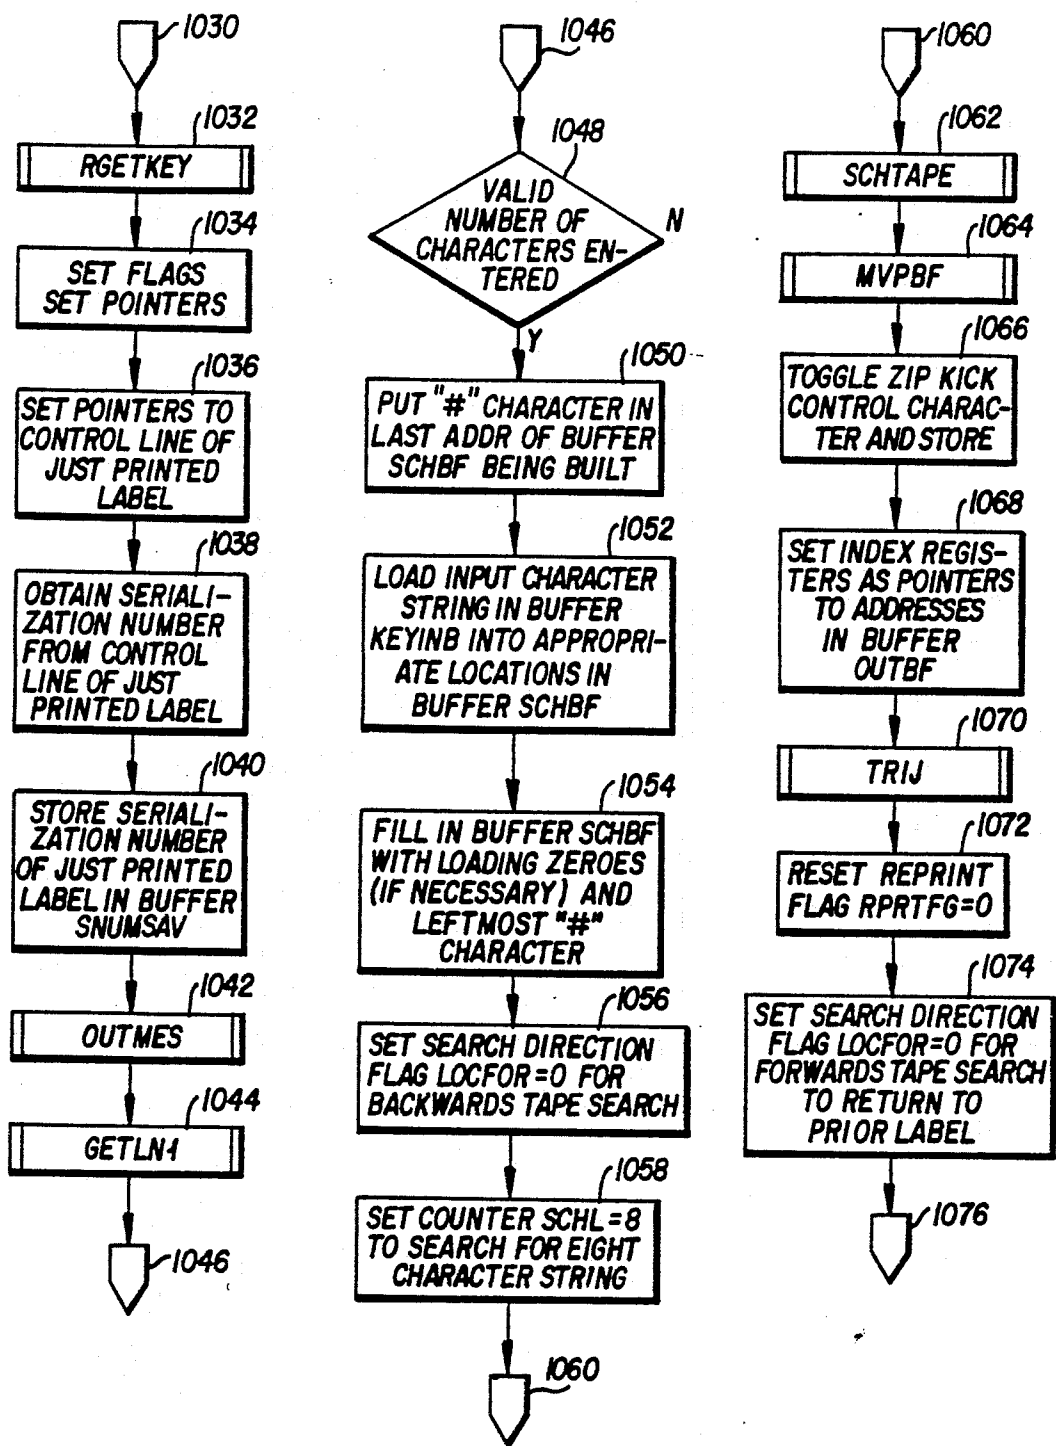 1030
1032
RGETKEY
1034
SET FLAGS
SET POINTERS
1036
SET POINTERS TO
CONTROL LINE OF
JUST PRINTED
LABEL
1038
OBTAIN SERIALI-
ZATION NUMBER
FROM CONTROL
LINE OF JUST
PRINTED LABEL
1040
STORE SERIALI-
ZATION NUMBER
OF JUST PRINTED
LABEL IN BUFFER
SNUMSAV
1042
OUTMES
1044
GETLN1
1046
1046
1048
VALID
NUMBER OF
CHARACTERS EN-
TERED
N
Y
1050
PUT "#" CHARACTER IN
LAST ADDR OF BUFFER
SCHBF BEING BUILT
1052
LOAD INPUT CHARACTER
STRING IN BUFFER
KEYINB INTO APPROPRI-
ATE LOCATIONS IN
BUFFER SCHBF
1054
FILL IN BUFFER SCHBF
WITH LOADING ZEROES
(IF NECESSARY) AND
LEFTMOST "#"
CHARACTER
1056
SET SEARCH DIRECTION
FLAG LOCFOR=0 FOR
BACKWARDS TAPE SEARCH
1058
SET COUNTER SCHL=8
TO SEARCH FOR EIGHT
CHARACTER STRING
1060
1060
1062
SCHTAPE
1064
MVPBF
1066
TOGGLE ZIP KICK
CONTROL CHARAC-
TER AND STORE
1068
SET INDEX REGIS-
TERS AS POINTERS
TO ADDRESSES
IN BUFFER
OUTBF
1070
TRIJ
1072
RESET REPRINT
FLAG RPRTFG=0
1074
SET SEARCH DIRECTION
FLAG LOCFOR=0 FOR
FORWARDS TAPE SEARCH
TO RETURN TO
PRIOR LABEL
1076